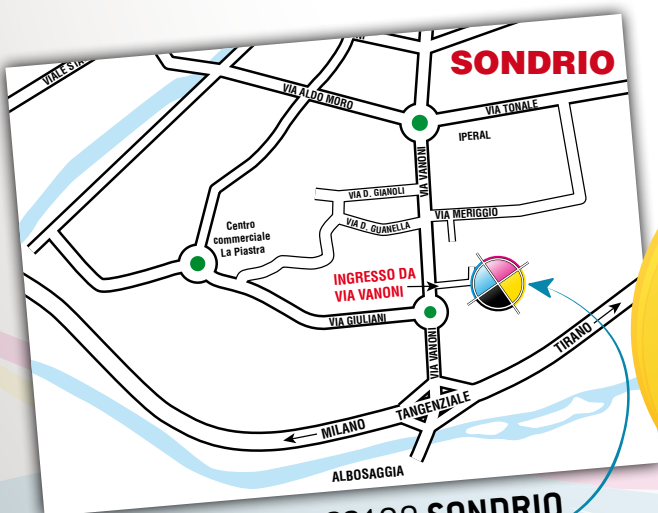 SONDRIO
VIALE
VIA ALDO MORO
VIA TONALE
IPERAL
VIA VANONI
VIA D. GIANOLI
VIA MERIGGIO
VIA D. GUANELLA
Centro
commerciale
La Piastra
INGRESSO DA
VIA VANONI
VIA GIULIANI
VIA VANONI
TIRANO
TANGENZIALE
MILANO
ALBOSAGGIA
SONDRIO